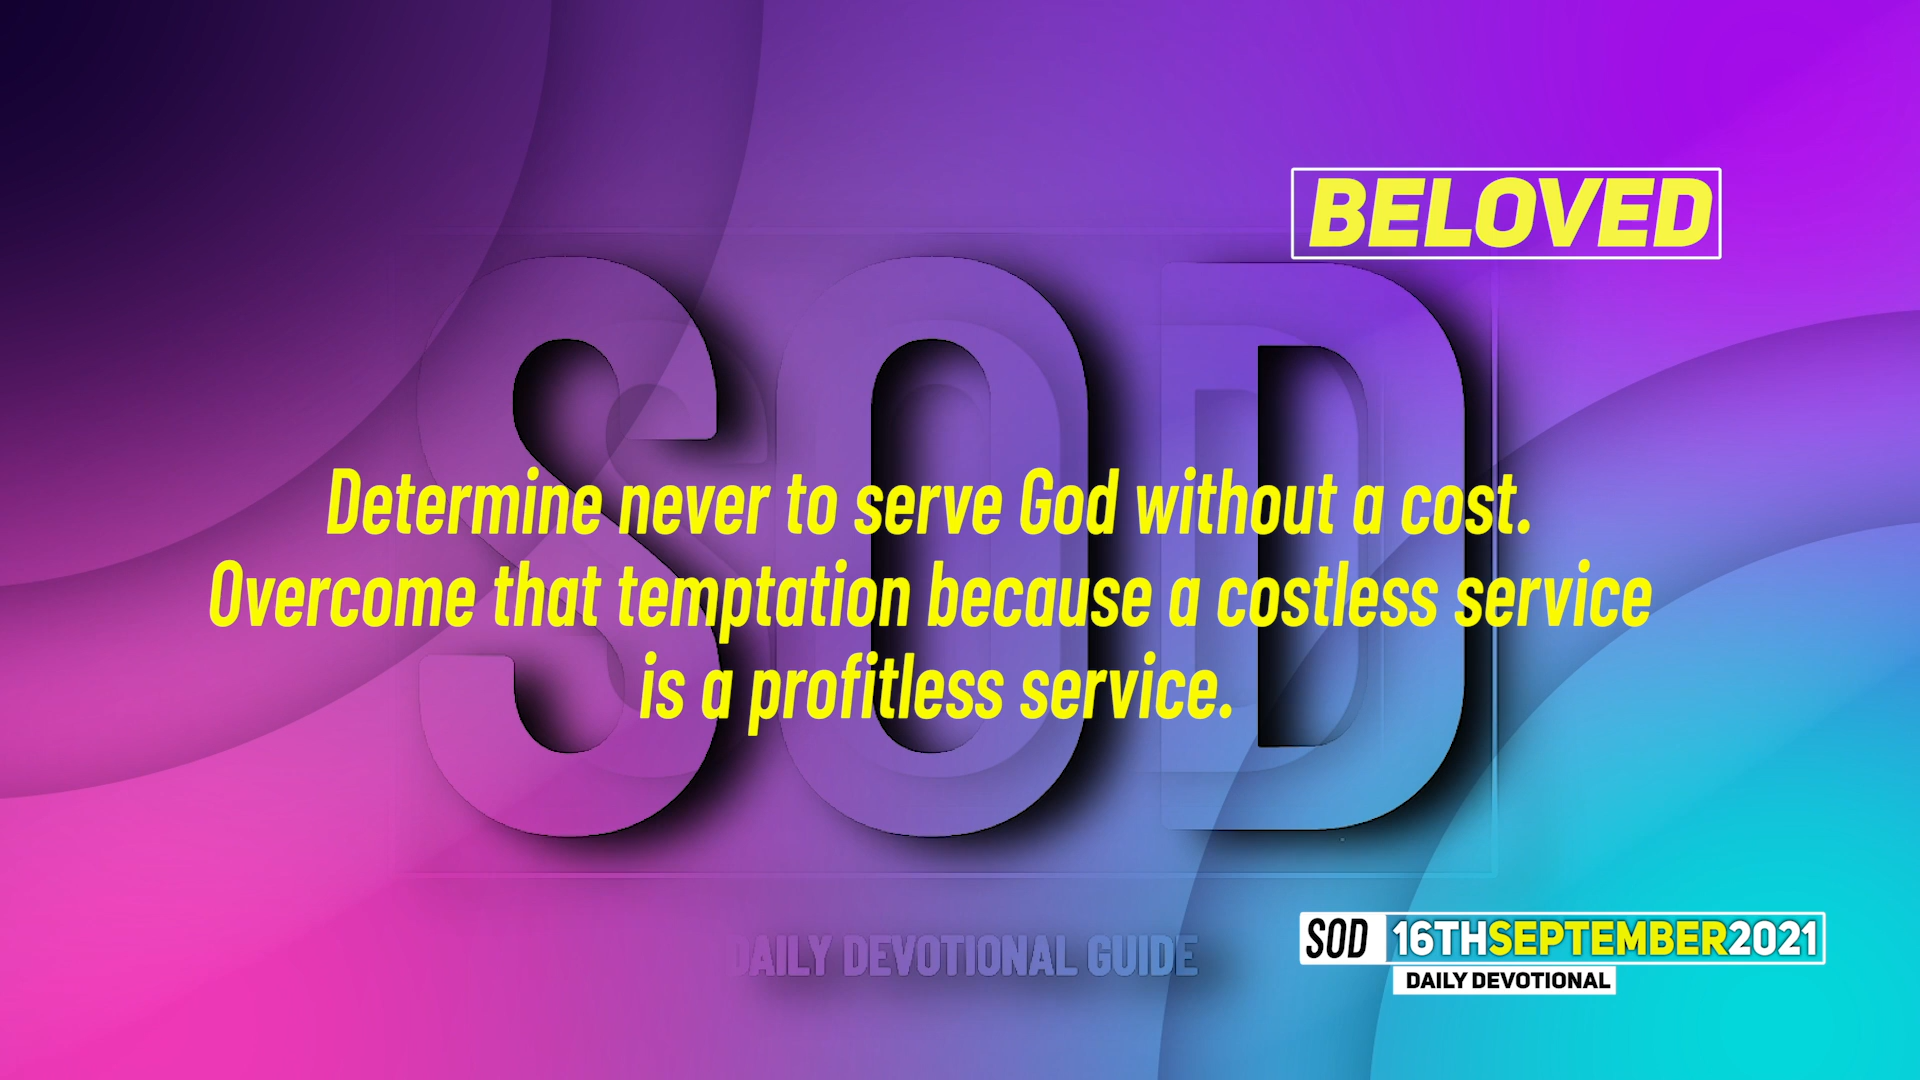 BELOVED
SOD
Determine never to serve God without a cost.
Overcome that temptation because a costless service
is a profitless service.
DAILY DEVOTIONAL GUIDE
SOD 16THSEPTEMBER2021
DAILY DEVOTIONAL